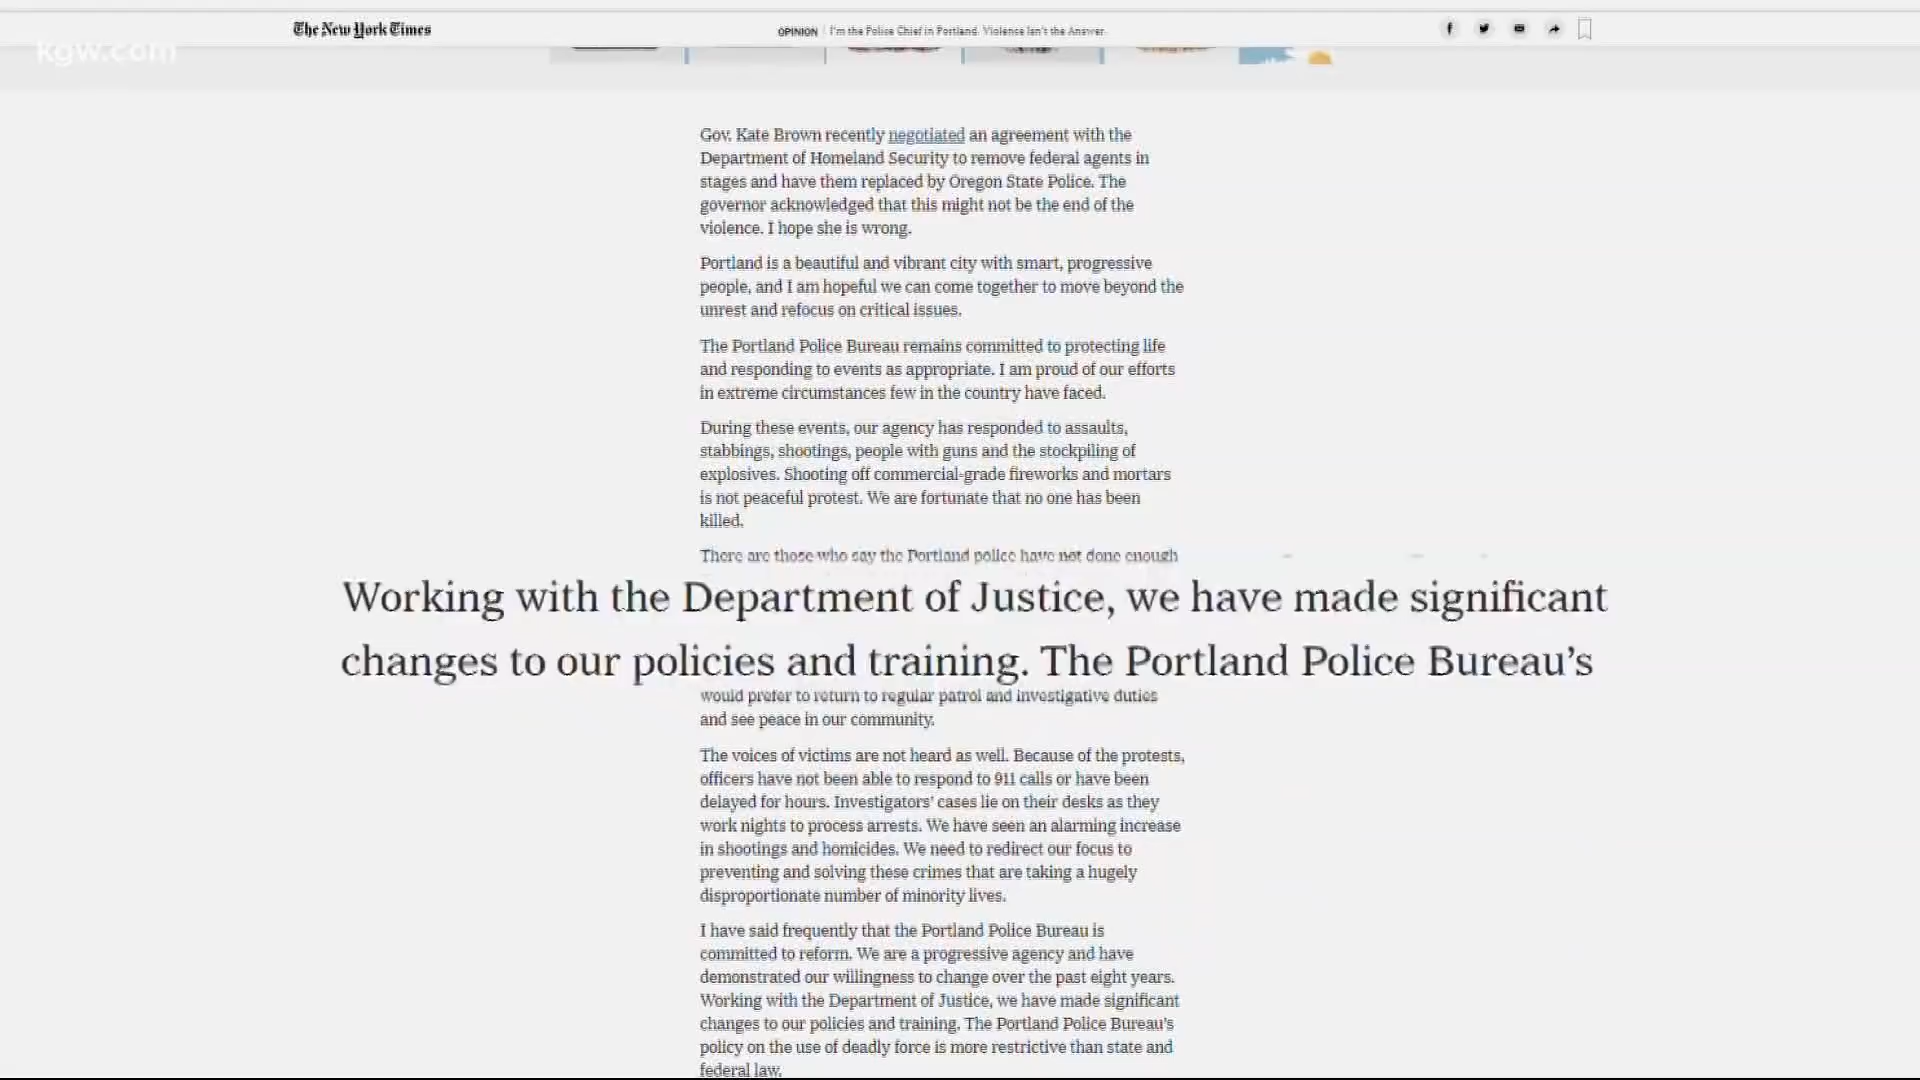 The New York Times
OPINION | I'm the Police Chief in Portland. Violence Isn't the Answer.
kgw.com
Gov. Kate Brown recently negotiated an agreement with the
Department of Homeland Security to remove federal agents in
stages and have them replaced by Oregon State Police. The
governor acknowledged that this might not be the end of the
violence. I hope she is wrong.
Portland is a beautiful and vibrant city with smart, progressive
people, and I am hopeful we can come together to move beyond the
unrest and refocus on critical issues.
The Portland Police Bureau remains committed to protecting life
and responding to events as appropriate. I am proud of our efforts
in extreme circumstances few in the country have faced.
During these events, our agency has responded to assaults,
stabbings, shootings, people with guns and the stockpiling of
explosives. Shooting off commercial-grade fireworks and mortars
is not peaceful protest. We are fortunate that no one has been
killed.
There are those who say the Portland police have not done enough
Working with the Department of Justice, we have made significant
changes to our policies and training. The Portland Police Bureau’s
would prefer to return to regular patrol and investigative duties
and see peace in our community.
The voices of victims are not heard as well. Because of the protests,
officers have not been able to respond to 911 calls or have been
delayed for hours. Investigators’ cases lie on their desks as they
work nights to process arrests. We have seen an alarming increase
in shootings and homicides. We need to redirect our focus to
preventing and solving these crimes that are taking a hugely
disproportionate number of minority lives.
I have said frequently that the Portland Police Bureau is
committed to reform. We are a progressive agency and have
demonstrated our willingness to change over the past eight years.
Working with the Department of Justice, we have made significant
changes to our policies and training. The Portland Police Bureau’s
policy on the use of deadly force is more restrictive than state and
federal law.